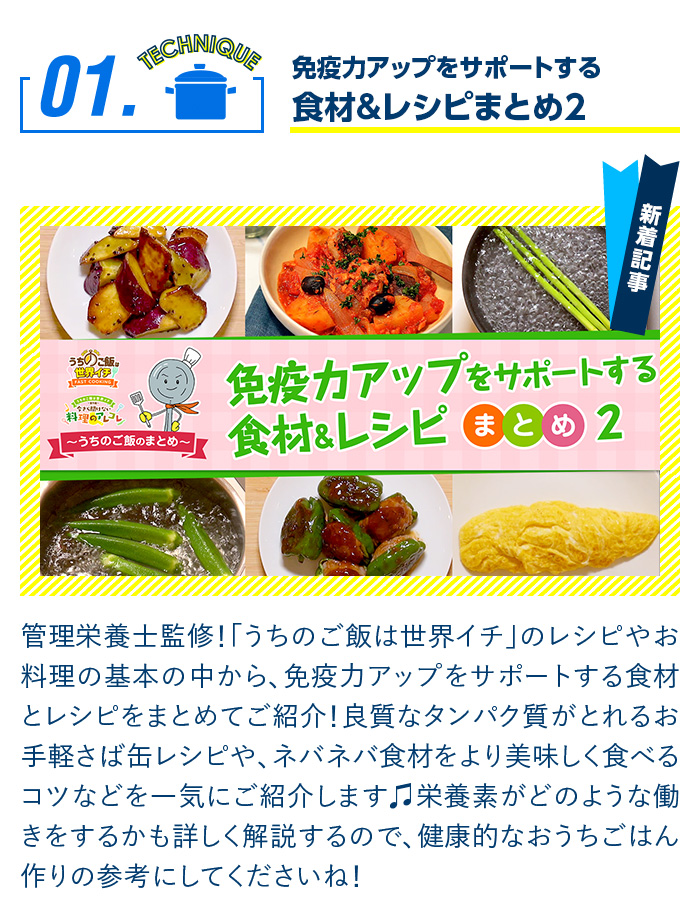 01.
TECHNIQUE
免疫力アップをサポートする
食材&レシピまとめ2
新着記事
うちのご飯は
世界イチ
FAST COOKING
今さら聞けない
料理のアレコレ
〜うちのご飯のまとめ〜
免疫力アップをサポートする
食材&レシピ まとめ 2
管理栄養士監修!「うちのご飯は世界イチ」のレシピやお
料理の基本の中から、免疫力アップをサポートする食材
とレシピをまとめてご紹介!良質なタンパク質がとれるお
手軽さば缶レシピや、ネバネバ食材をより美味しく食べる
コツなどを一気にご紹介します♫栄養素がどのような働
きをするかも詳しく解説するので、健康的なおうちごはん
作りの参考にしてくださいね!